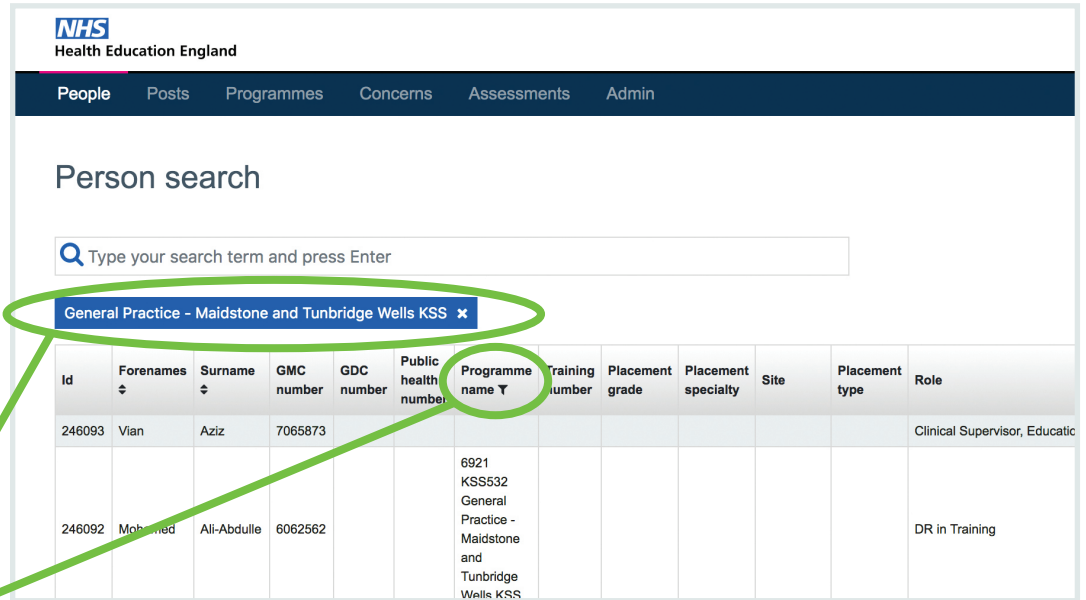 NHS
Health Education England
People Posts Programmes Concerns Assessments Admin
Person search
Type your search term and press Enter
General Practice - Maidstone and Tunbridge Wells KSS ×
Id
Forenames
Surname
GMC
number
GDC
number
Public
health
number
Programme
name
Training
number
Placement
grade
Placement
specialty
Site
Placement
type
Role
246093 Vian Aziz 7065873 Clinical Supervisor, Educatio
246092 Mohamed Ali-Abdulle 6062562
6921
KSS532
General
Practice -
Maidstone
and
Tunbridge
Wells KSS
DR in Training